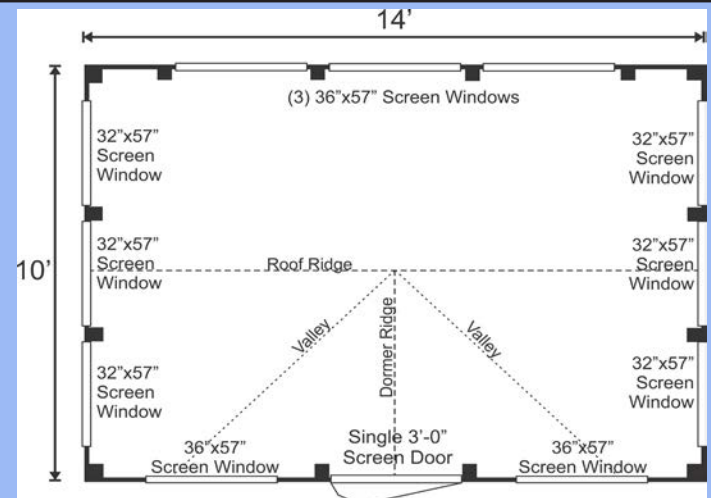 14’
(3) 36”x57” Screen Windows
32”x57”
Screen
Window
32”x57”
Screen
Window
32”x57”
Screen
Window
32”x57”
Screen
Window
10’
Roof Ridge
Valley
Dormer Ridge
Valley
32”x57”
Screen
Window
32”x57”
Screen
Window
36”x57”
Screen Window
Single 3’-0”
Screen Door
36”x57”
Screen Window